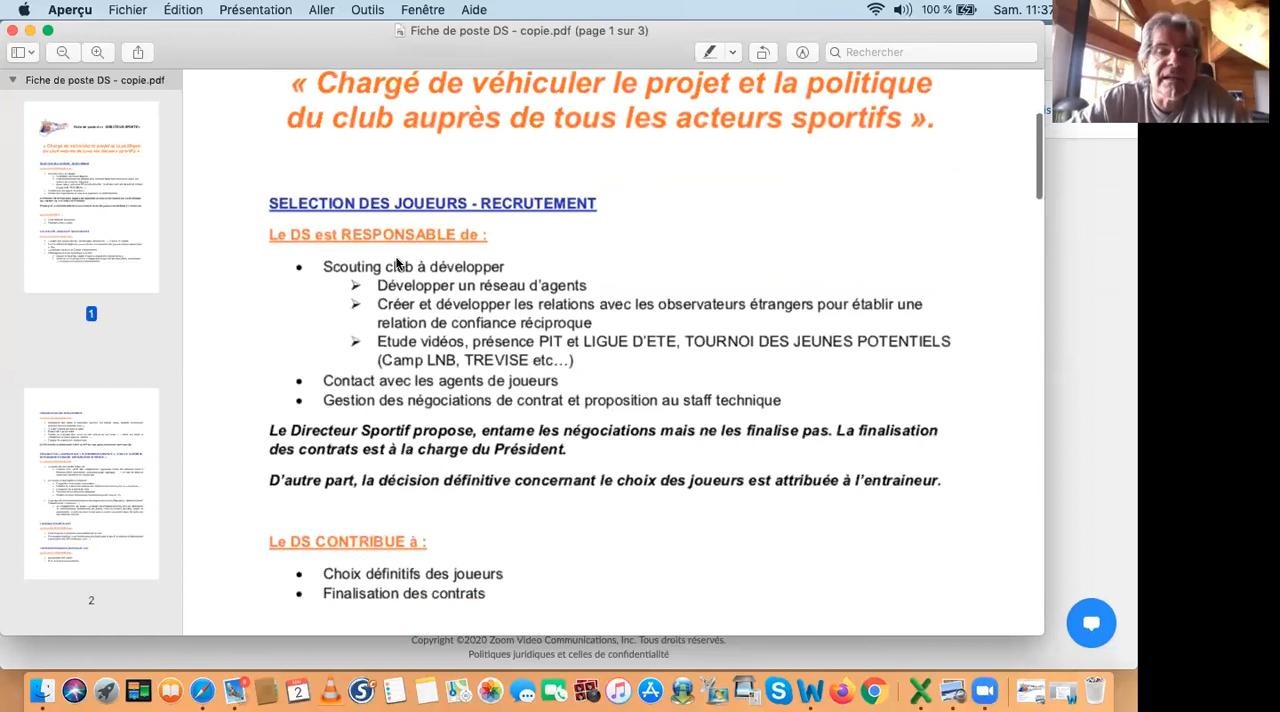 Aperçu Fichier Édition Présentation Aller Outils Fenêtre Aide 100 % Sam. 11:37
Fiche de poste DS - copie.pdf (page 1 sur 3)
Rechercher
Fiche de poste DS - copie.pdf
1
2
« Chargé de véhiculer le projet et la politique
du club auprès de tous les acteurs sportifs ».
SELECTION DES JOUEURS - RECRUTEMENT
Le DS est RESPONSABLE de :
• Scouting club à développer
➢ Développer un réseau d’agents
➢ Créer et développer les relations avec les observateurs étrangers pour établir une
relation de confiance réciproque
➢ Etude vidéos, présence PIT et LIGUE D’ETE, TOURNOI DES JEUNES POTENTIELS
(Camp LNB, TREVISE etc…)
• Contact avec les agents de joueurs
• Gestion des négociations de contrat et proposition au staff technique
Le Directeur Sportif propose, entame les négociations mais ne les finalise pas. La finalisation
des contrats est à la charge du Président.
D’autre part, la décision définitive concernant le choix des joueurs est attribuée à l’entraineur.
Le DS CONTRIBUE à :
• Choix définitifs des joueurs
• Finalisation des contrats
Copyright ©2020 Zoom Video Communications, Inc. Tous droits réservés.
Politiques juridiques et celles de confidentialité
2